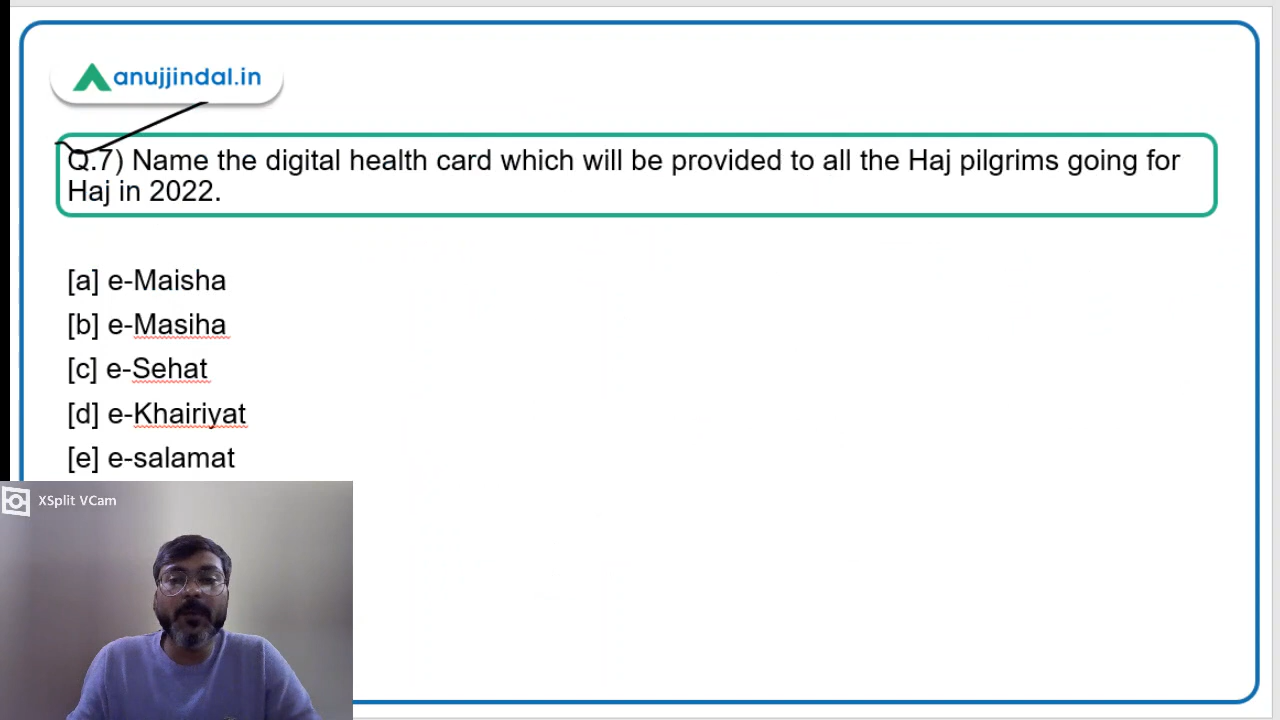 anujjindal.in
Q.7) Name the digital health card which will be provided to all the Haj pilgrims going for
Haj in 2022.
[a] e-Maisha
[b] e-Masiha
[c] e-Sehat
[d] e-Khairiyat
[e] e-salamat
XSplit VCam